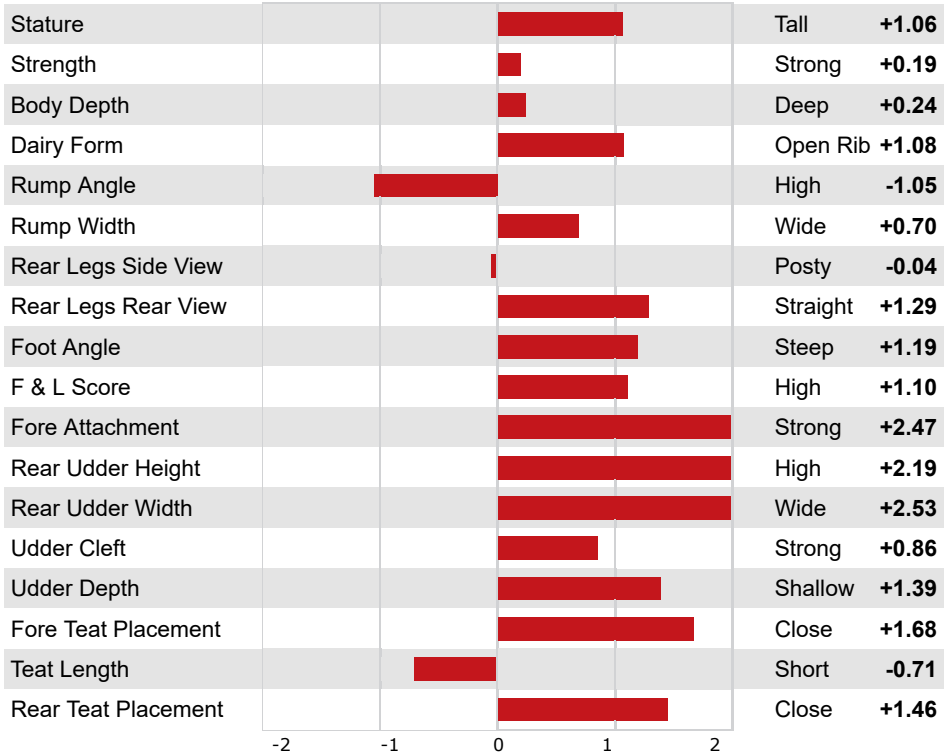 Stature Tall +1.06
Strength Strong +0.19
Body Depth Deep +0.24
Dairy Form Open Rib +1.08
Rump Angle High -1.05
Rump Width Wide +0.70
Rear Legs Side View Posty -0.04
Rear Legs Rear View Straight +1.29
Foot Angle Steep +1.19
F & L Score High +1.10
Fore Attachment Strong +2.47
Rear Udder Height High +2.19
Rear Udder Width Wide +2.53
Udder Cleft Strong +0.86
Udder Depth Shallow +1.39
Fore Teat Placement Close +1.68
Teat Length Short -0.71
Rear Teat Placement Close +1.46
-2 -1 0 1 2